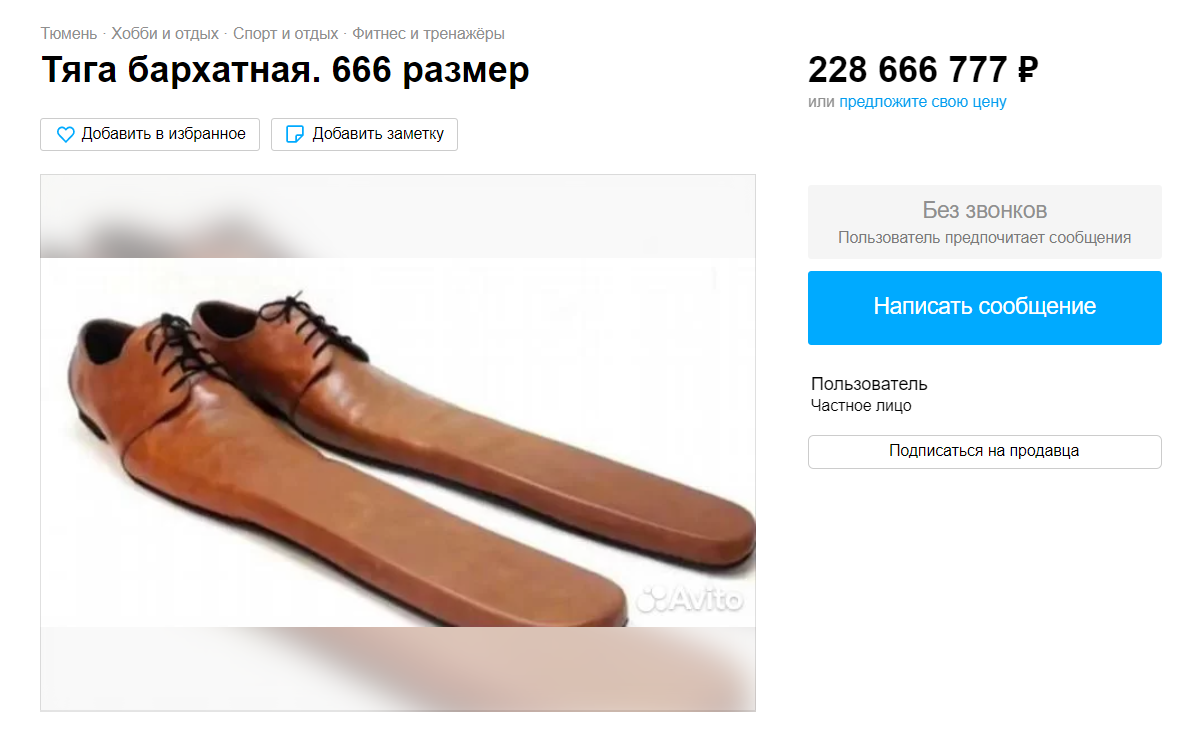 Тюмень · Хобби и отдых · Спорт и отдых · Фитнес и тренажёры
Тяга бархатная. 666 размер
228 666 777 ₽
или предложите свою цену
Добавить в избранное
Добавить заметку
Без звонков
Пользователь предпочитает сообщения
Написать сообщение
Пользователь
Частное лицо
Подписаться на продавца
Avito